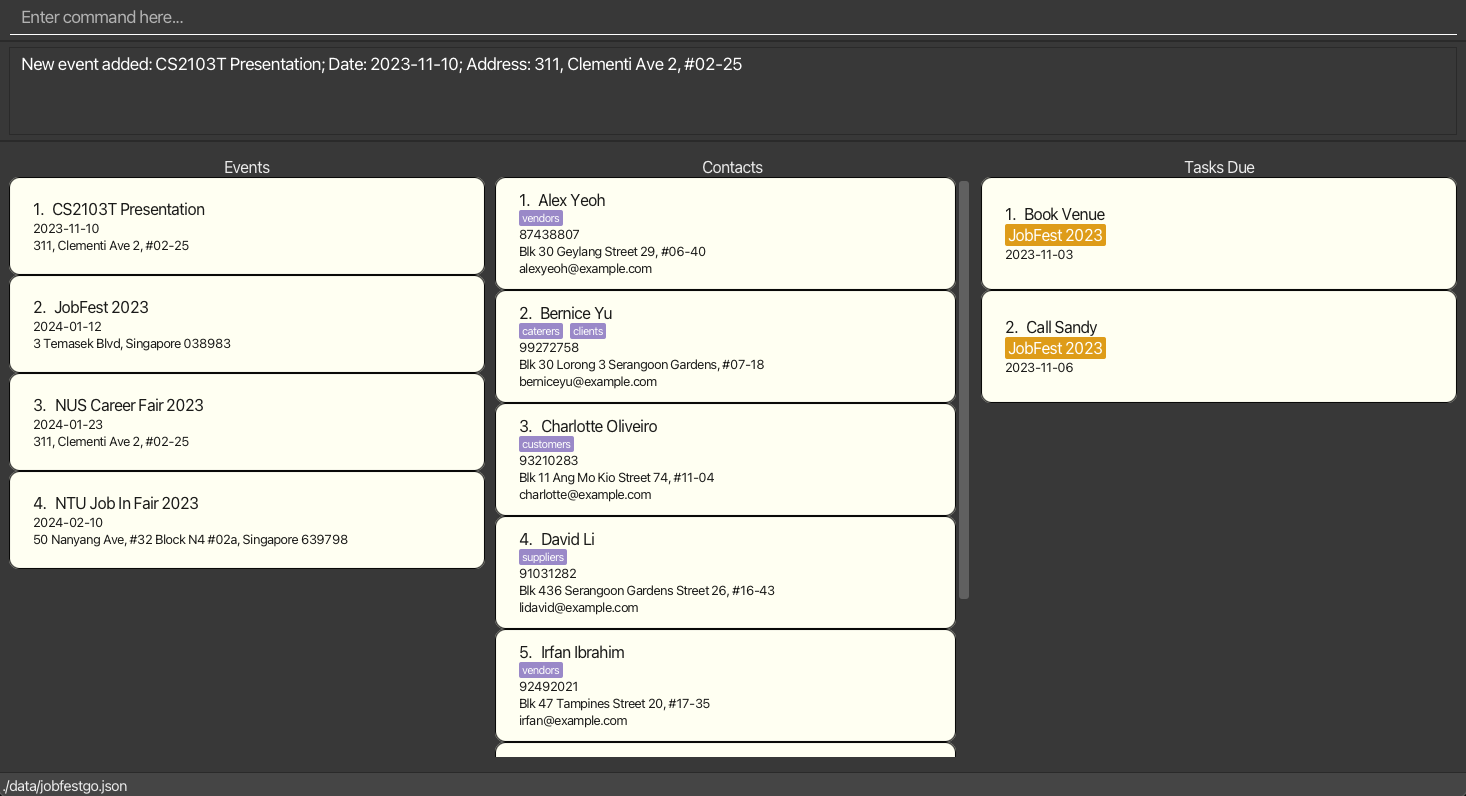 Enter command here...
New event added: CS2103T Presentation; Date: 2023-11-10; Address: 311, Clementi Ave 2, #02-25
Events
1. CS2103T Presentation
2023-11-10
311, Clementi Ave 2, #02-25
2. JobFest 2023
2024-01-12
3 Temasek Blvd, Singapore 038983
3. NUS Career Fair 2023
2024-01-23
311, Clementi Ave 2, #02-25
4. NTU Job In Fair 2023
2024-02-10
50 Nanyang Ave, #32 Block N4 #02a, Singapore 639798
Contacts
1. Alex Yeoh
vendors
87438807
Blk 30 Geylang Street 29, #06-40
alexyeoh@example.com
2. Bernice Yu
caterers clients
99272758
Blk 30 Lorong 3 Serangoon Gardens, #07-18
berniceyu@example.com
3. Charlotte Oliveiro
customers
93210283
Blk 11 Ang Mo Kio Street 74, #11-04
charlotte@example.com
4. David Li
suppliers
91031282
Blk 436 Serangoon Gardens Street 26, #16-43
lidavid@example.com
5. Irfan Ibrahim
vendors
92492021
Blk 47 Tampines Street 20, #17-35
irfan@example.com
Tasks Due
1. Book Venue
JobFest 2023
2023-11-03
2. Call Sandy
JobFest 2023
2023-11-06
./data/jobfestgo.json